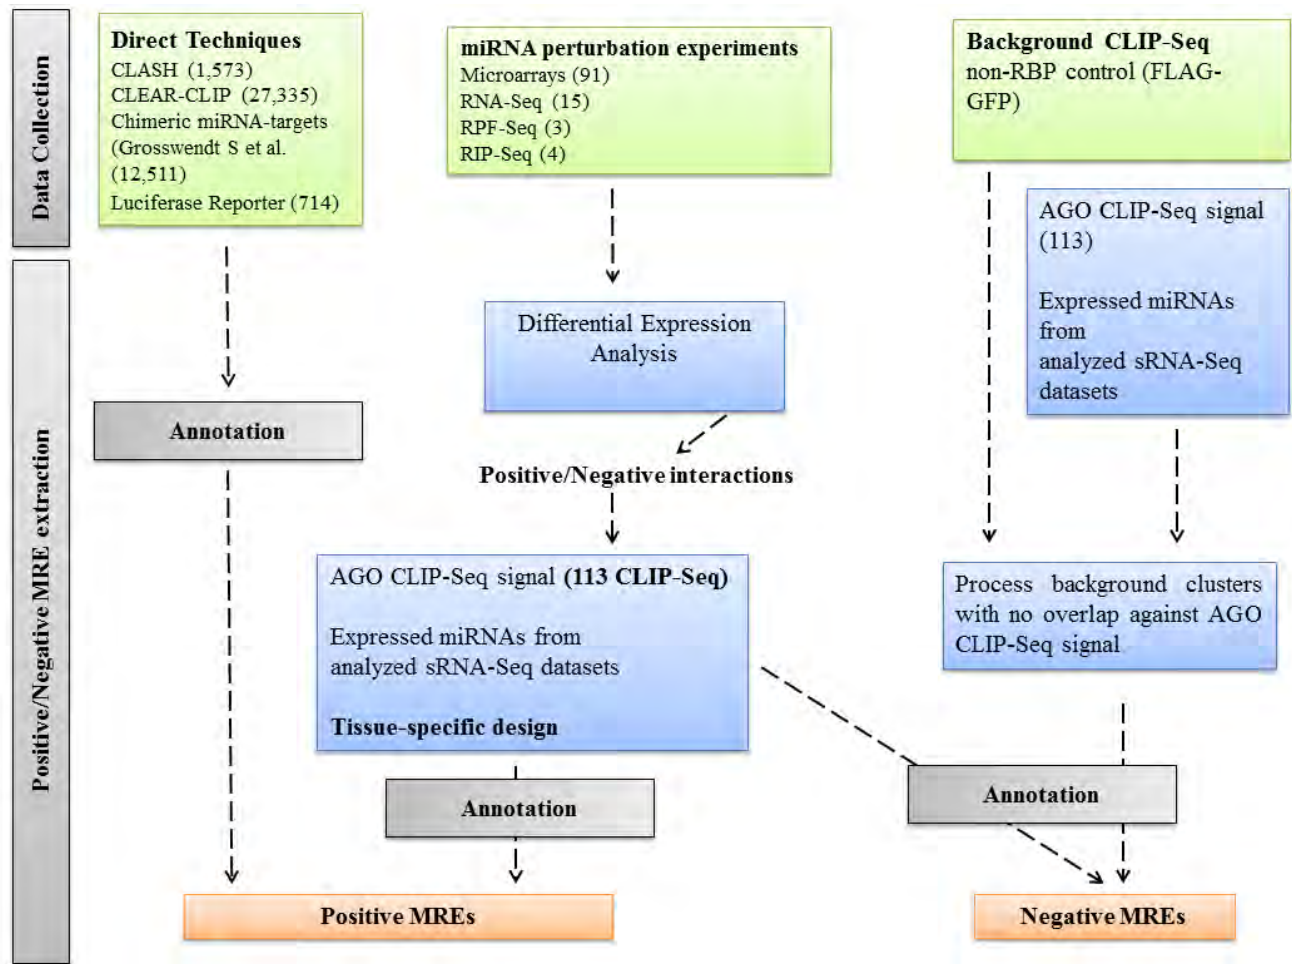 Data Collection
Direct Techniques
CLASH (1,573)
CLEAR-CLIP (27,335)
Chimeric miRNA-targets
(Grosswendt S et al.
(12,511)
Luciferase Reporter (714)
miRNA perturbation experiments
Microarrays (91)
RNA-Seq (15)
RPF-Seq (3)
RIP-Seq (4)
Background CLIP-Seq
non-RBP control (FLAG-
GFP)
AGO CLIP-Seq signal
(113)
Expressed miRNAs
from
analyzed sRNA-Seq
datasets
Positive/Negative MRE extraction
Differential Expression
Analysis
Annotation
Positive/Negative interactions
AGO CLIP-Seq signal (113 CLIP-Seq)
Expressed miRNAs from
analyzed sRNA-Seq datasets
Tissue-specific design
Process background clusters
with no overlap against AGO
CLIP-Seq signal
Annotation
Annotation
Positive MREs
Negative MREs